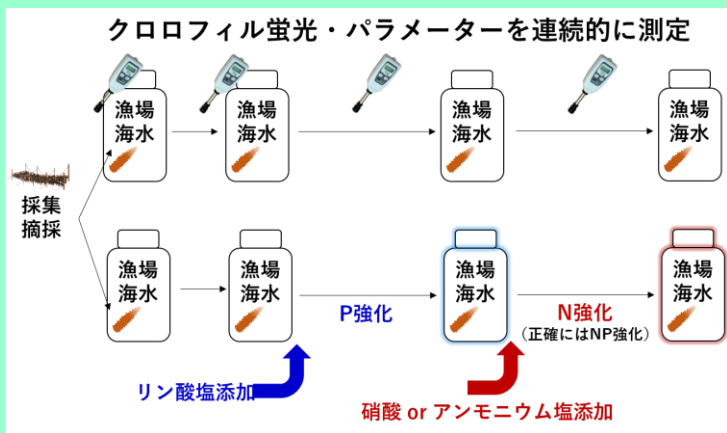 クロロフィル蛍光・パラメーターを連続的に測定
漁場
海水
漁場
海水
漁場
海水
漁場
海水
採集
摘採
漁場
海水
漁場
海水
漁場
海水
漁場
海水
P強化
N強化
(正確にはNP強化)
リン酸塩添加
硝酸 or アンモニウム塩添加